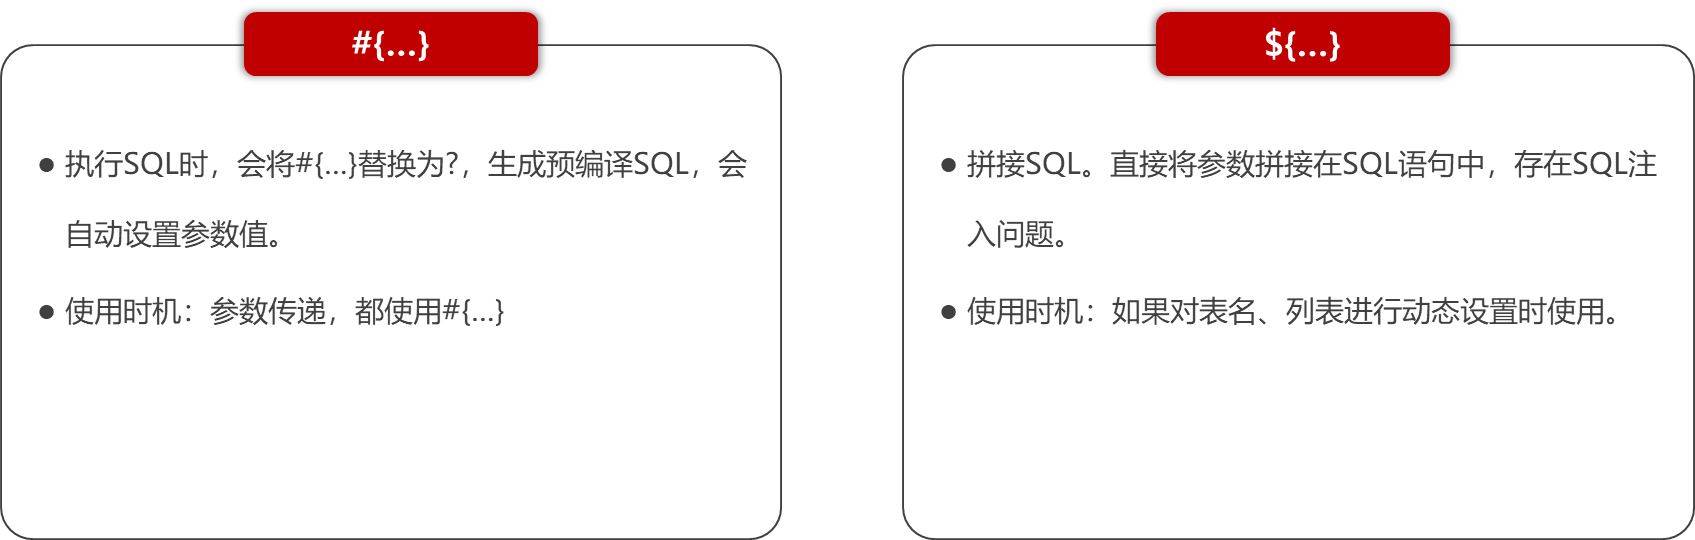 #{…}
执行SQL时，会将#{…}替换为?，生成预编译SQL，会
自动设置参数值。
使用时机：参数传递，都使用#{…}
${…}
拼接SQL。直接将参数拼接在SQL语句中，存在SQL注
入问题。
使用时机：如果对表名、列表进行动态设置时使用。